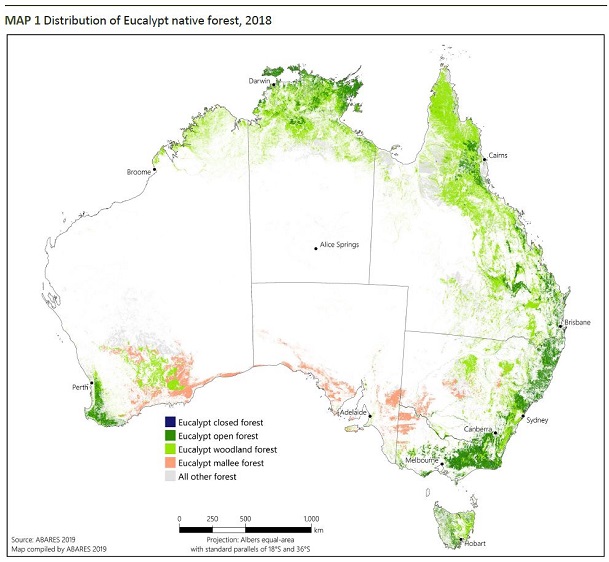 MAP 1 Distribution of Eucalypt native forest, 2018
Darwin
Cairns
Broome
Alice Springs
Brisbane
Perth
Adelaide
Sydney
Canberra
Melbourne
Hobart
Eucalypt closed forest
Eucalypt open forest
Eucalypt woodland forest
Eucalypt mallee forest
All other forest
0 250 500 750 1,000
km
Source: ABARES 2019
Map compiled by ABARES 2019
Projection: Albers equal-area
with standard parallels of 18°S and 36°S